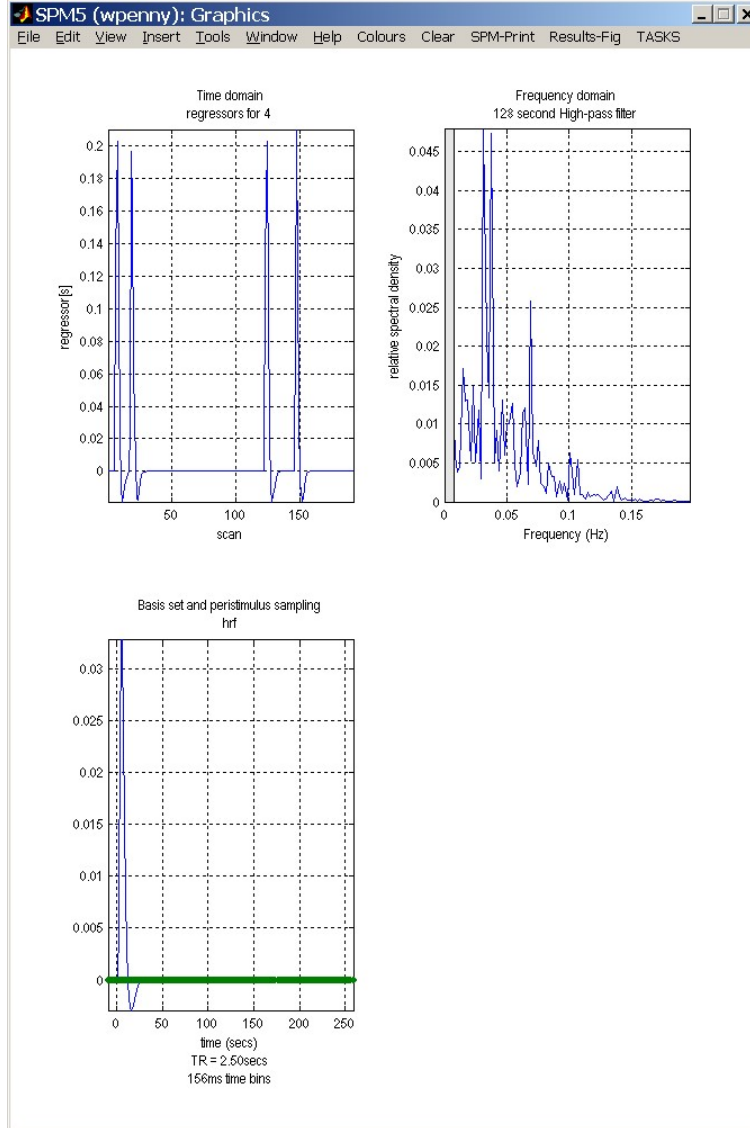 SPM5 (wpenny): Graphics
File Edit View Insert Tools Window Help Colours Clear SPM-Print Results-Fig TASKS
Time domain
regressors for 4
0.2
0.18
0.16
0.14
0.12
0.1
0.08
0.06
0.04
0.02
0
regressor[s]
50 100 150
scan
Frequency domain
128 second High-pass filter
0.045
0.04
0.035
0.03
0.025
0.02
0.015
0.01
0.005
0
relative spectral density
0 0.05 0.1 0.15
Frequency (Hz)
Basis set and peristimulus sampling
hrf
0.03
0.025
0.02
0.015
0.01
0.005
0
0 50 100 150 200 250
time (secs)
TR = 2.50secs
156ms time bins